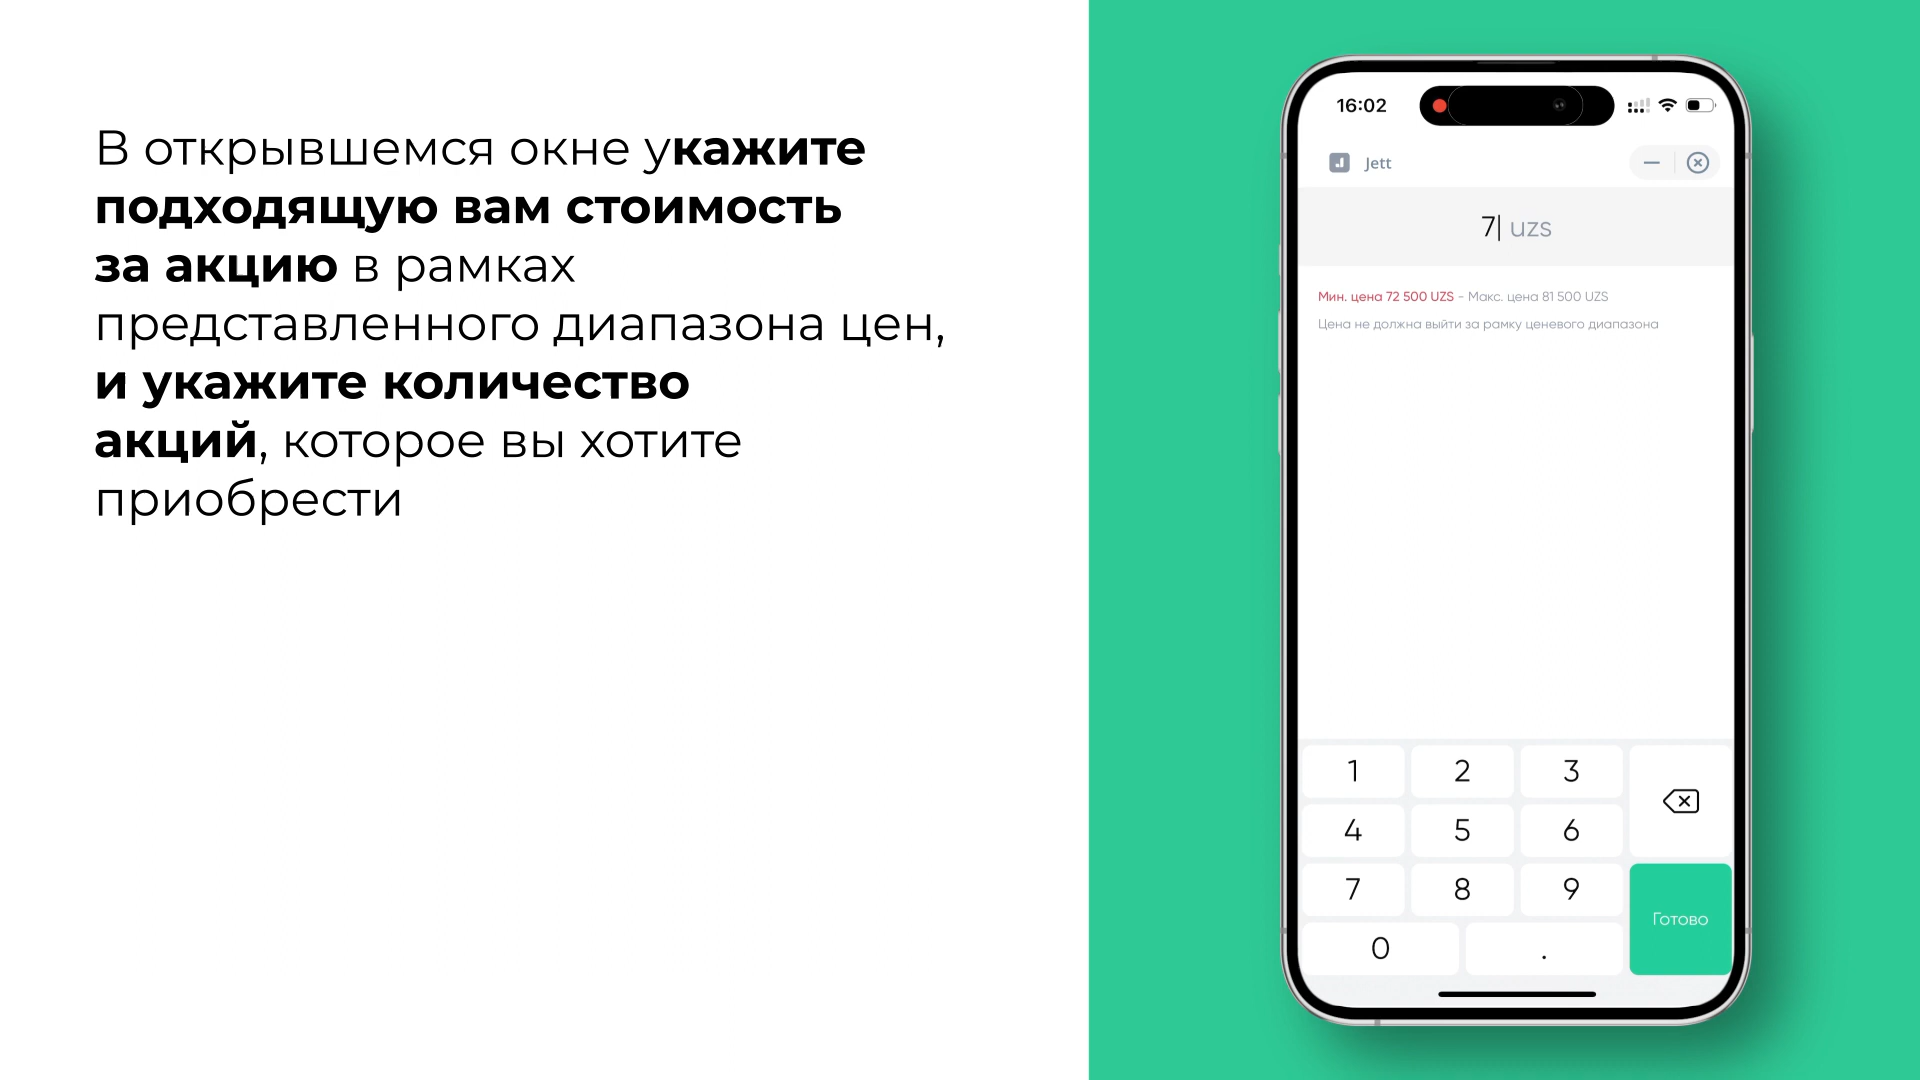 В открывшемся окне укажите
подходящую вам стоимость
за акцию в рамках
представленного диапазона цен,
и укажите количество
акций, которое вы хотите
приобрести
16:02
Jett
7 uzs
Мин. цена 72 500 UZS - Макс. цена 81 500 UZS
Цена не должна выйти за рамку ценевого диапазона
1 2 3
4 5 6
7 8 9
Готово
0 .